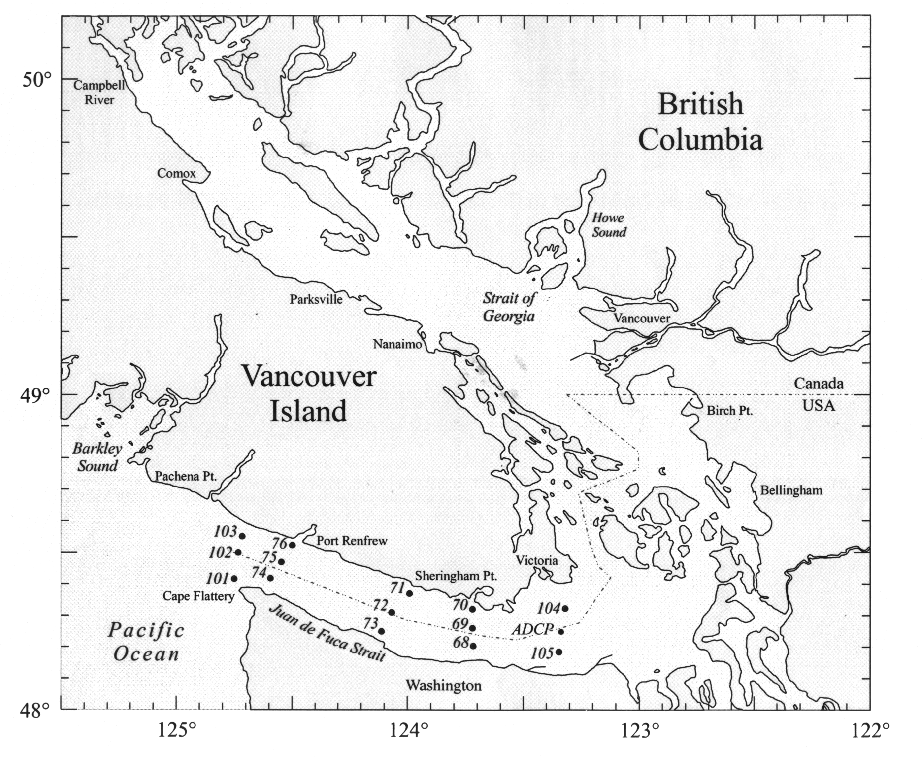 50°
Campbell
River
British
Columbia
Comox
Howe
Sound
Parksville
Strait of
Georgia
Vancouver
Nanaimo
49°
Vancouver
Island
Canada
USA
Birch Pt.
Barkley
Sound
Pachena Pt.
Bellingham
103
76
Port Renfrew
102
75
Victoria
101
74
Sheringham Pt.
71
Cape Flattery
72
70
104
73
69
ADCP
Juan de Fuca Strait
68
105
Pacific
Ocean
Washington
48°
125°
124°
123°
122°